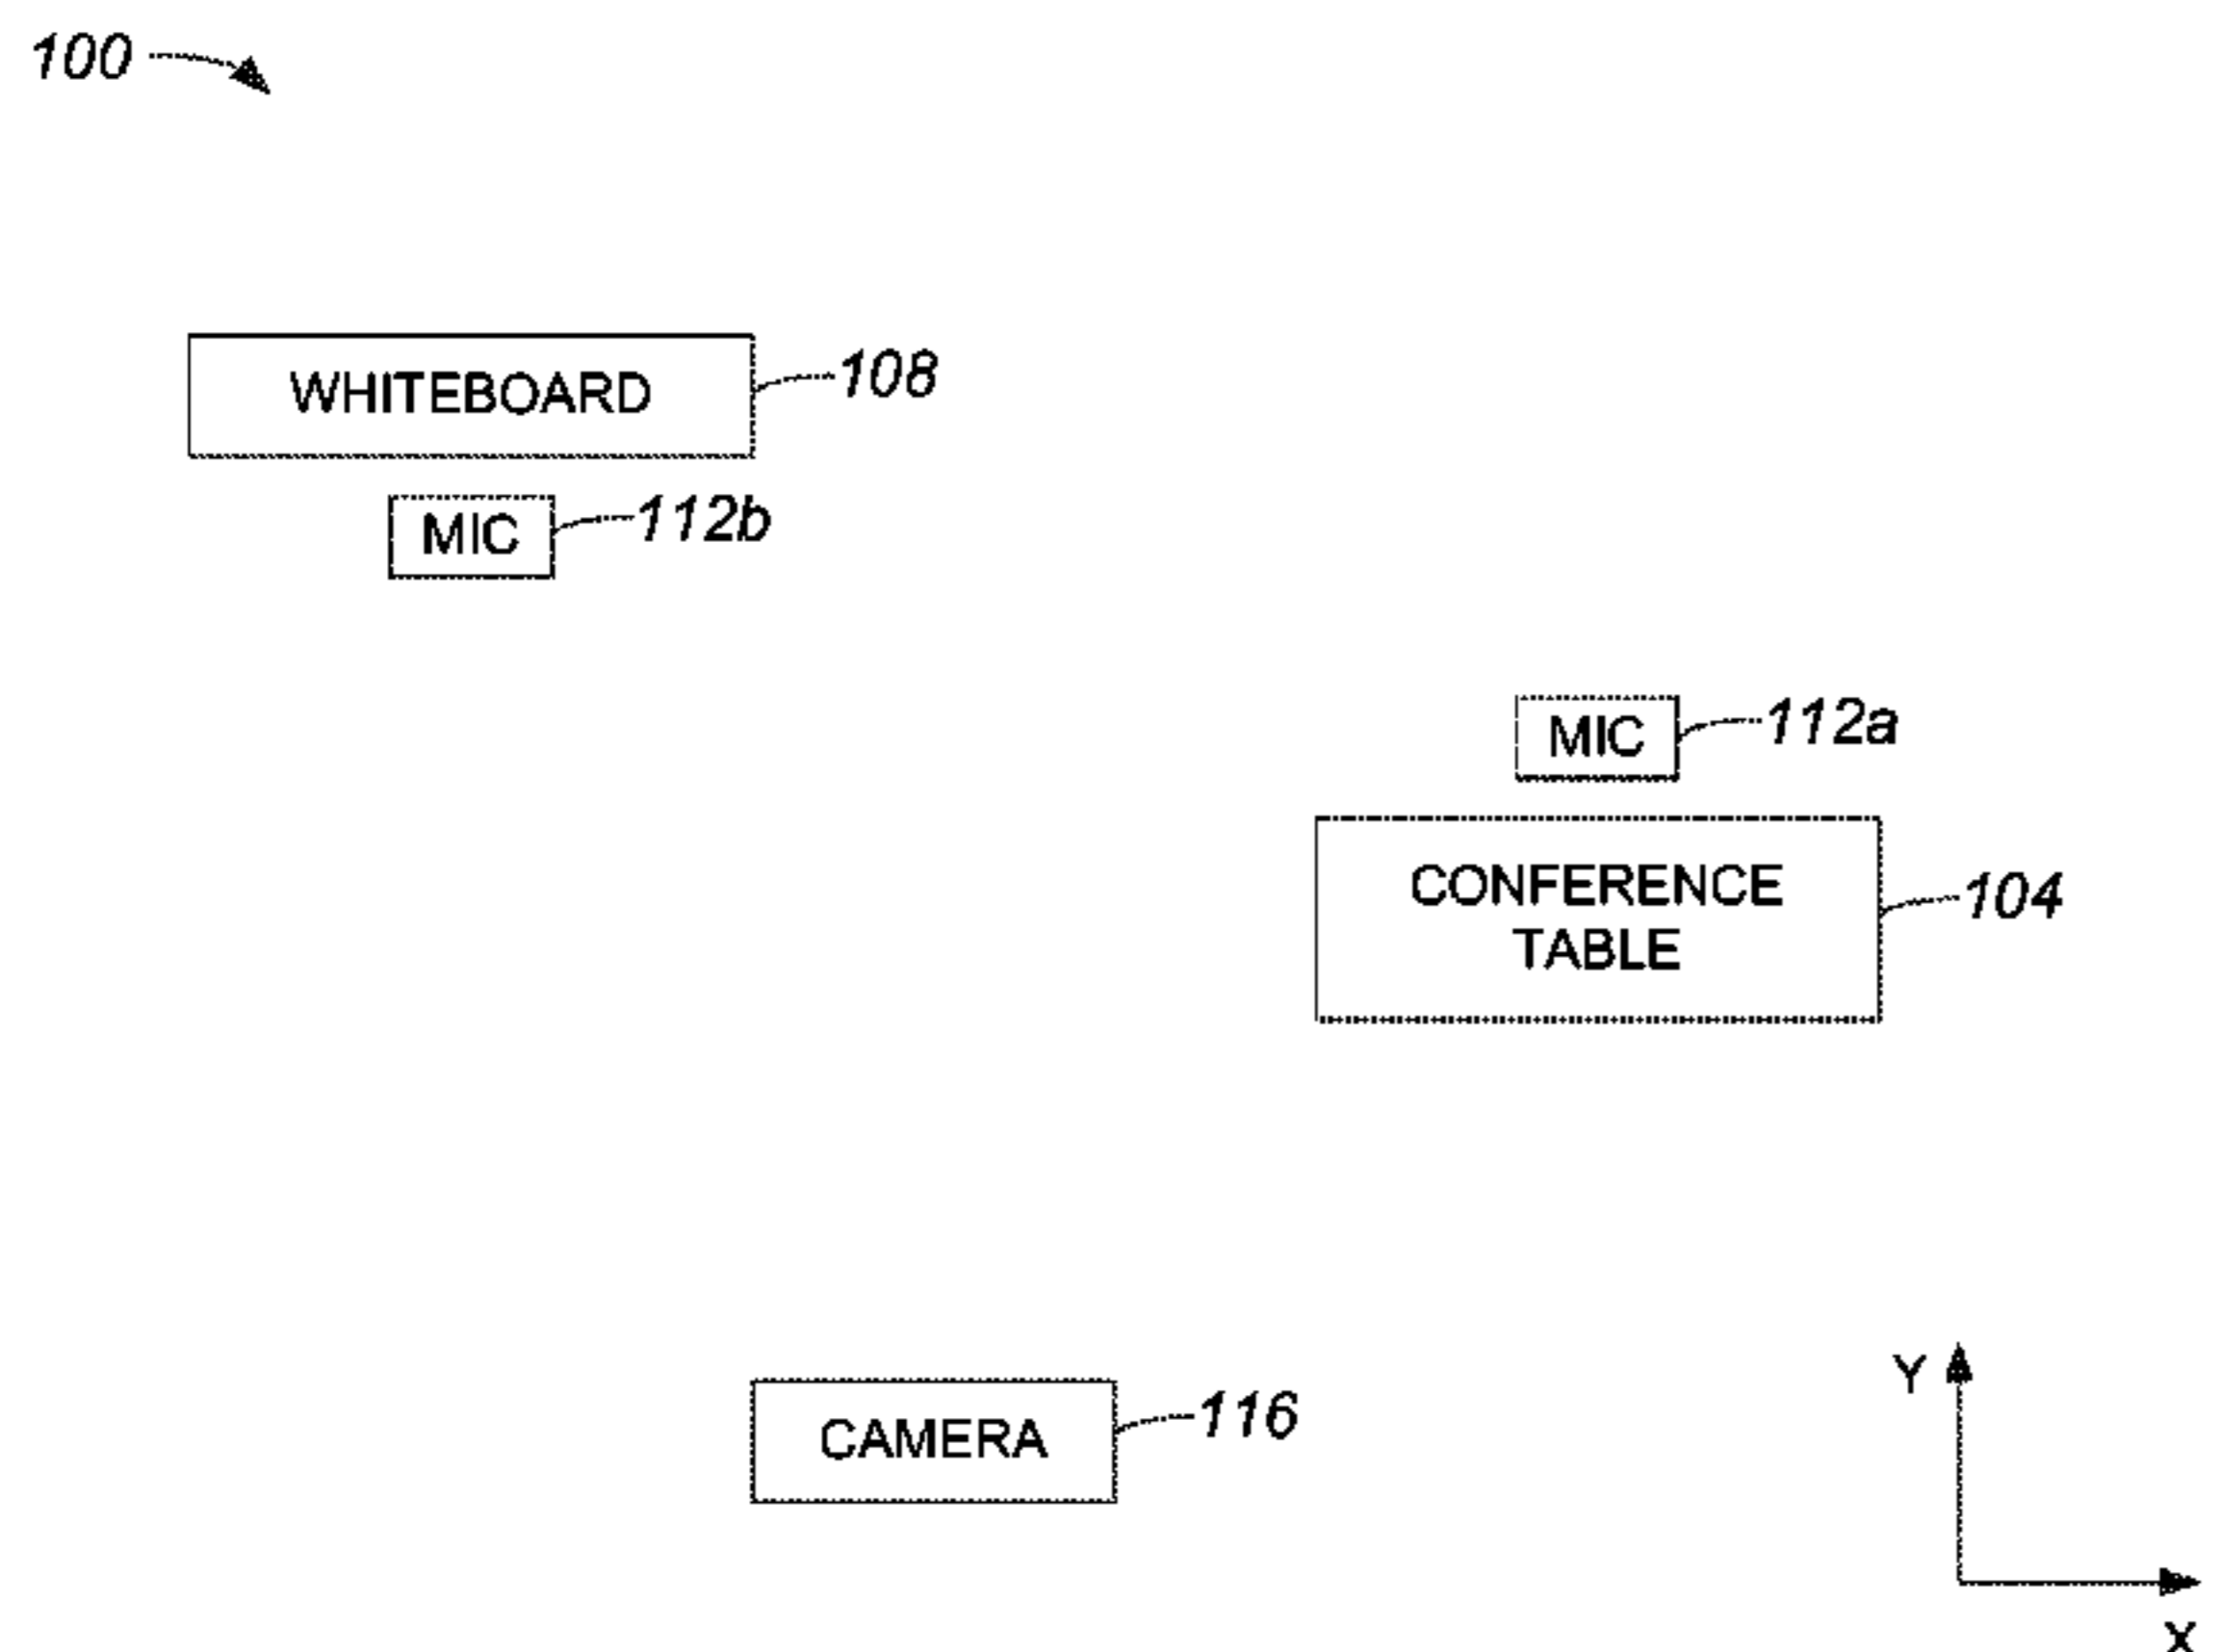 100
WHITEBOARD
108
MIC
112b
MIC
112a
CONFERENCE
TABLE
104
CAMERA
116
Y
X